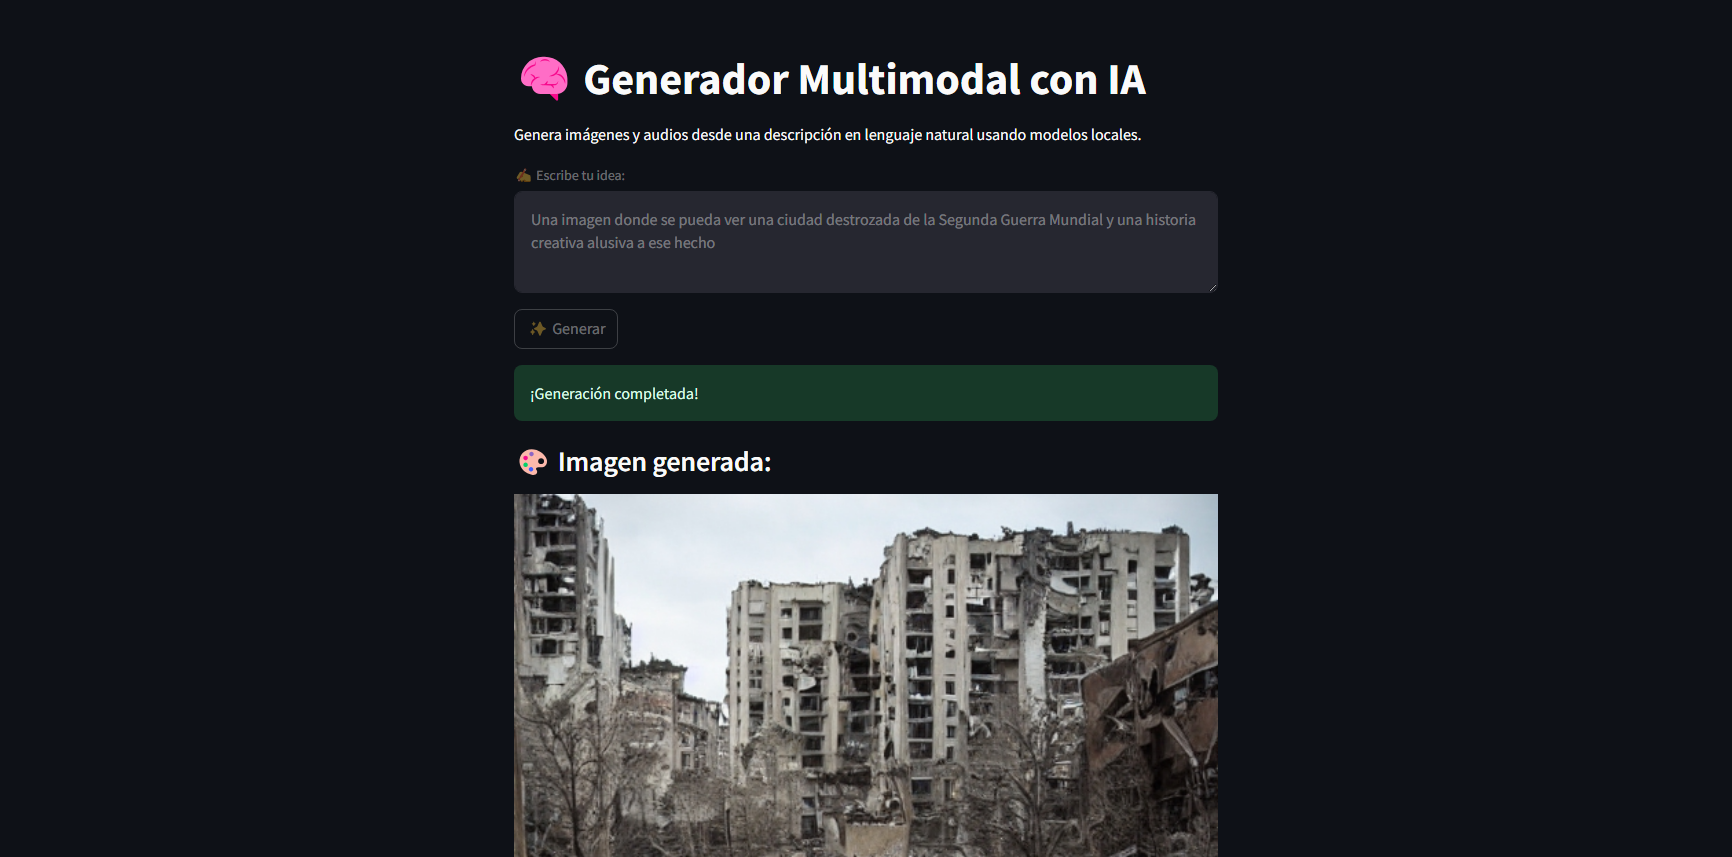 Generador Multimodal con IA
Genera imágenes y audios desde una descripción en lenguaje natural usando modelos locales.
Escribe tu idea:
Una imagen donde se pueda ver una ciudad destrozada de la Segunda Guerra Mundial y una historia
creativa alusiva a ese hecho
Generar
¡Generación completada!
Imagen generada: